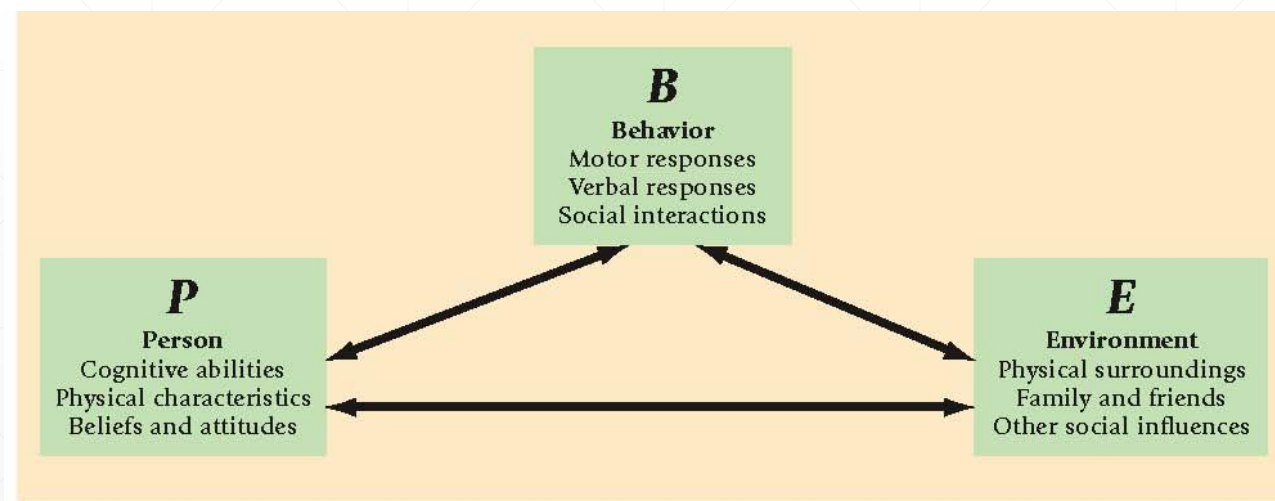 B
Behavior
Motor responses
Verbal responses
Social interactions
P
Person
Cognitive abilities
Physical characteristics
Beliefs and attitudes
E
Environment
Physical surroundings
Family and friends
Other social influences